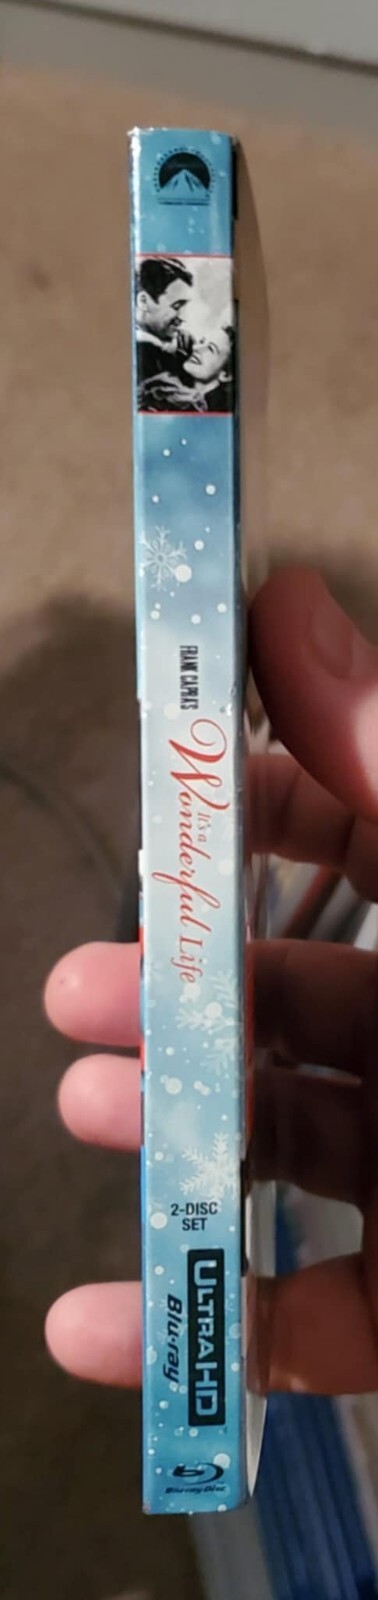 FRANK CAPRA'S
It's a
Wonderful Life
2-DISC
SET
ULTRA HD
Blu-ray
Blu-ray Disc